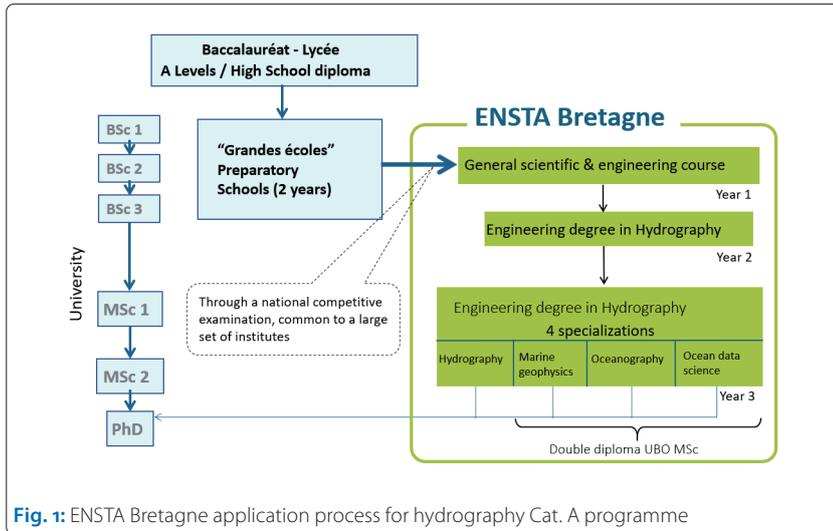 Baccalauréat - Lycée
A Levels / High School diploma
BSc 1
BSc 2
BSc 3
University
MSc 1
MSc 2
PhD
“Grandes écoles”
Preparatory
Schools (2 years)
Through a national competitive
examination, common to a large
set of institutes
ENSTA Bretagne
General scientific & engineering course
Year 1
Engineering degree in Hydrography
Year 2
Engineering degree in Hydrography
4 specializations
Hydrography
Marine
geophysics
Oceanography
Ocean data
science
Year 3
Double diploma UBO MSc
Fig. 1: ENSTA Bretagne application process for hydrography Cat. A programme